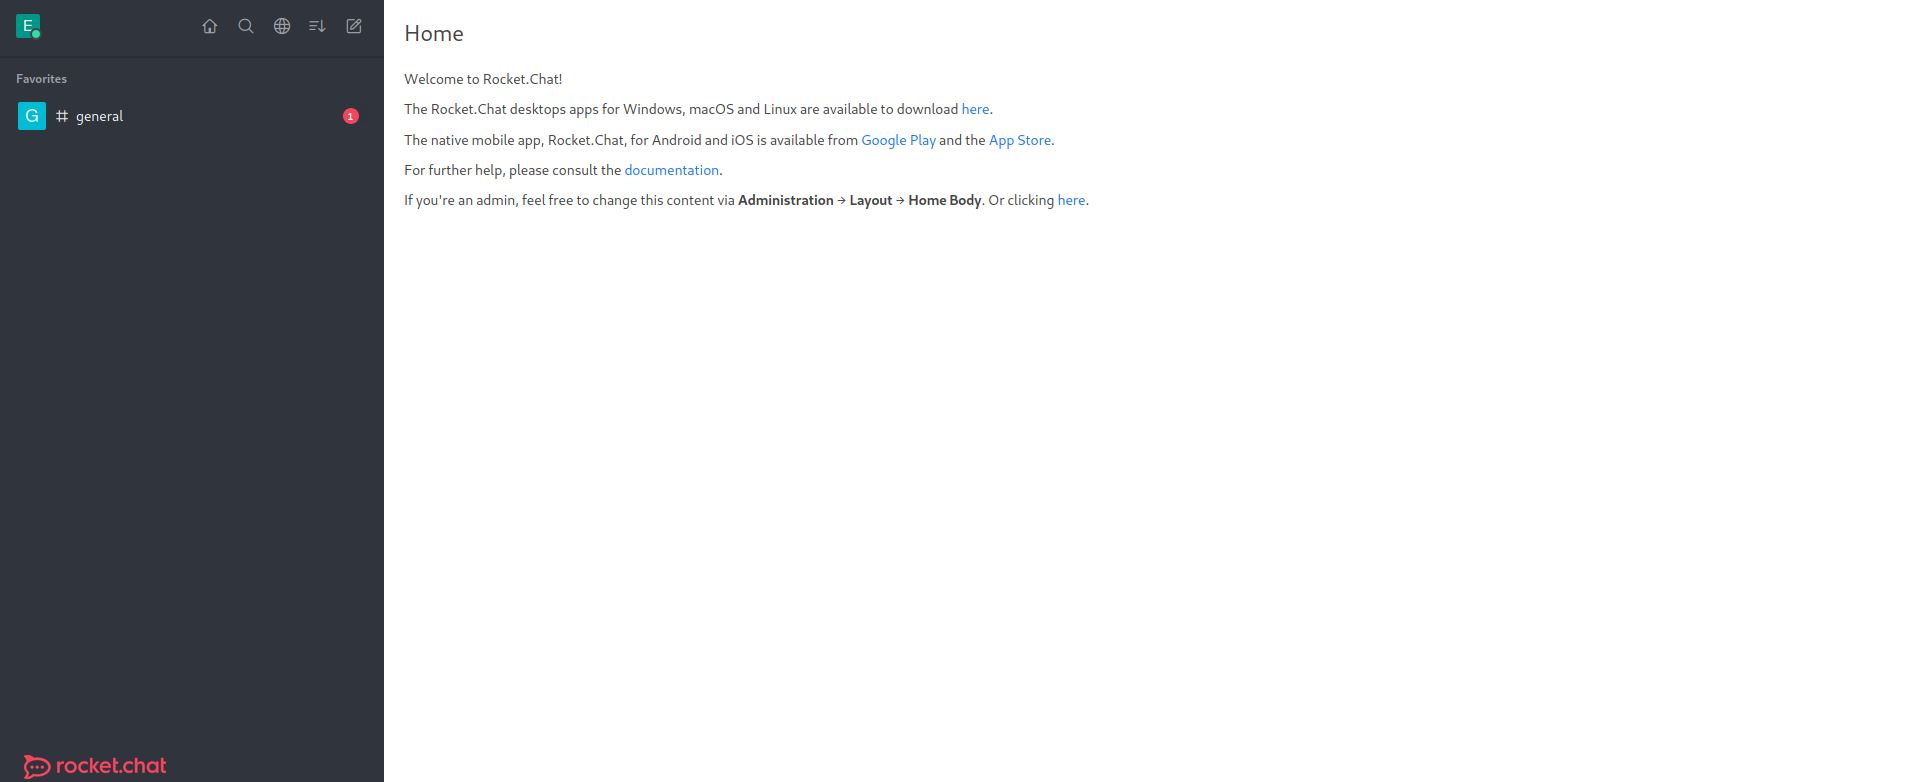 E
Home
Favorites
G
general
1
Welcome to Rocket.Chat!
The Rocket.Chat desktops apps for Windows, macOS and Linux are available to download here.
The native mobile app, Rocket.Chat, for Android and iOS is available from Google Play and the App Store.
For further help, please consult the documentation.
If you're an admin, feel free to change this content via Administration → Layout → Home Body. Or clicking here.
rocket.chat